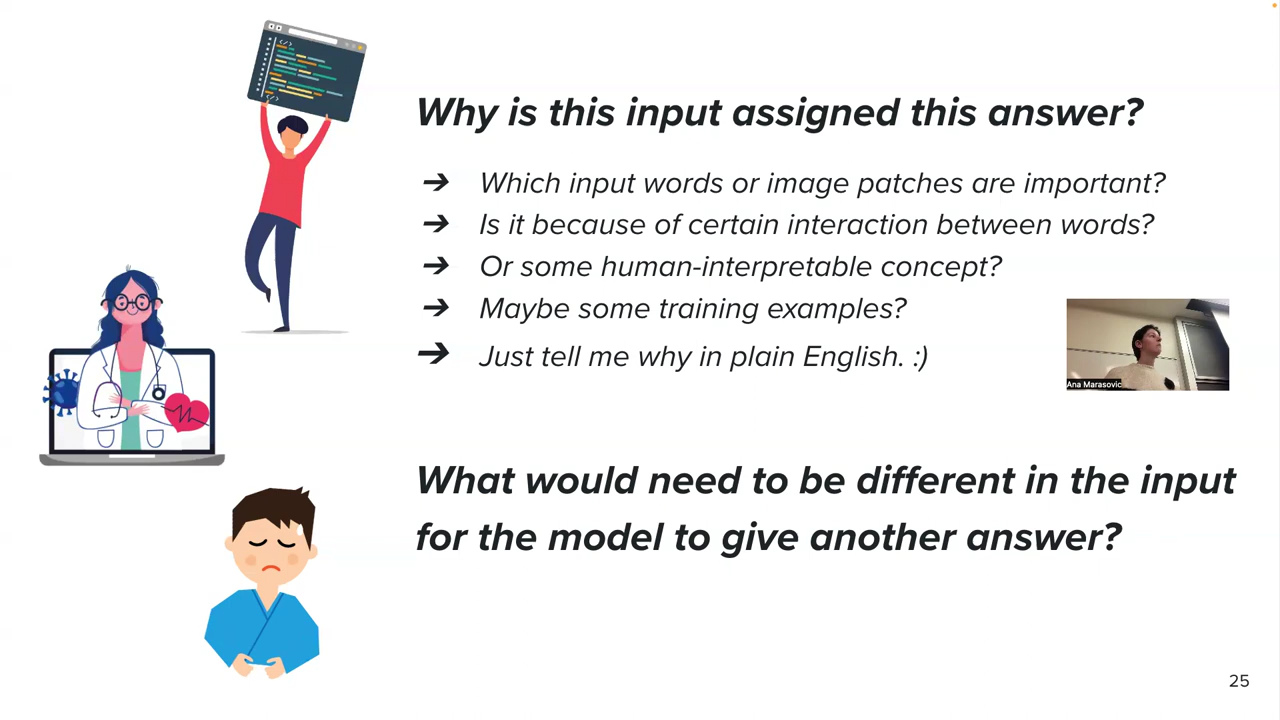 Why is this input assigned this answer?
➔ Which input words or image patches are important?
➔ Is it because of certain interaction between words?
➔ Or some human-interpretable concept?
➔ Maybe some training examples?
➔ Just tell me why in plain English. :)
Ana Marasovic
What would need to be different in the input
for the model to give another answer?
25